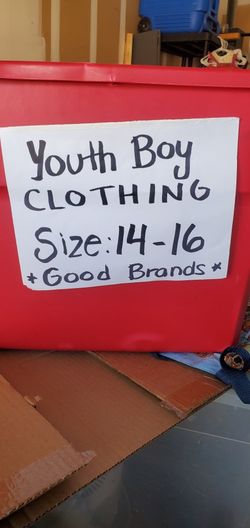 Youth Boy
CLOTHING
Size: 14-16
*Good Brands*